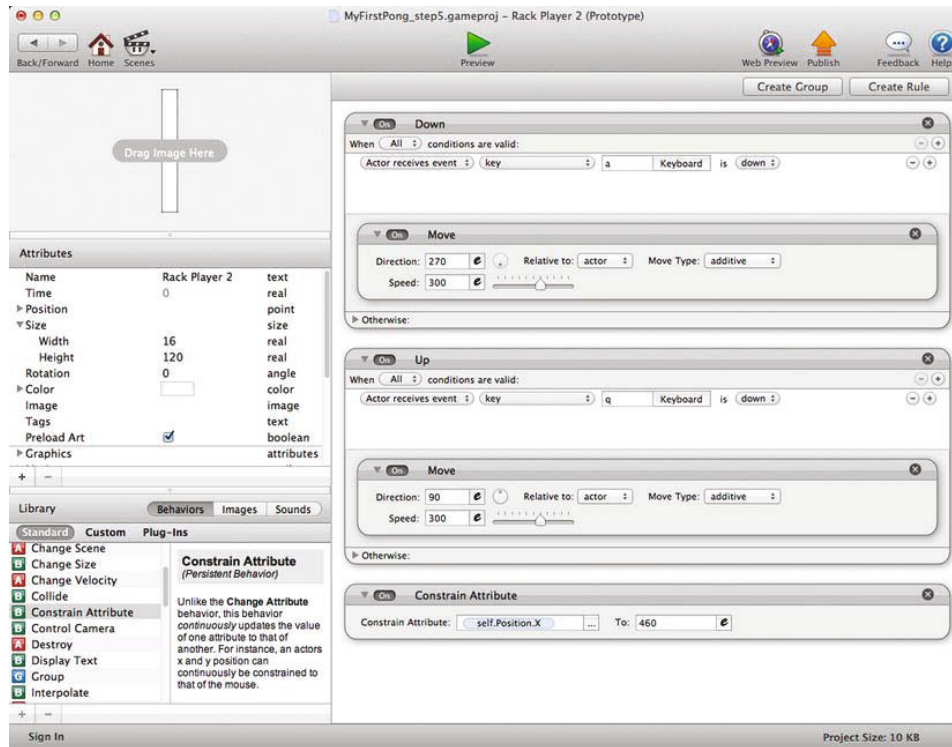 MyFirstPong_step5.gameproj – Rack Player 2 (Prototype)
Back/Forward Home Scenes Preview Web Preview Publish Feedback Help
Create Group Create Rule
Drag Image Here
Attributes
Name Rack Player 2 text
Time 0 real
Position point
Size size
Width 16 real
Height 120 real
Rotation 0 angle
Color color
Image image
Tags text
Preload Art boolean
Graphics attributes
+ −
Library Behaviors Images Sounds
Standard Custom Plug-Ins
A Change Scene
B Change Size
A Change Velocity
B Collide
B Constrain Attribute
B Control Camera
A Destroy
B Display Text
G Group
B Interpolate
Constrain Attribute
(Persistent Behavior)
Unlike the Change Attribute
behavior, this behavior
continuously updates the value
of one attribute to that of
another. For instance, an actors
x and y position can
continuously be constrained to
that of the mouse.
+ −
On Down
When All conditions are valid:
Actor receives event key a Keyboard is down
On Move
Direction: 270 e Relative to: actor Move Type: additive
Speed: 300 e
Otherwise:
On Up
When All conditions are valid:
Actor receives event key q Keyboard is down
On Move
Direction: 90 e Relative to: actor Move Type: additive
Speed: 300 e
Otherwise:
On Constrain Attribute
Constrain Attribute: self.Position.X ... To: 460 e
Sign In Project Size: 10 KB